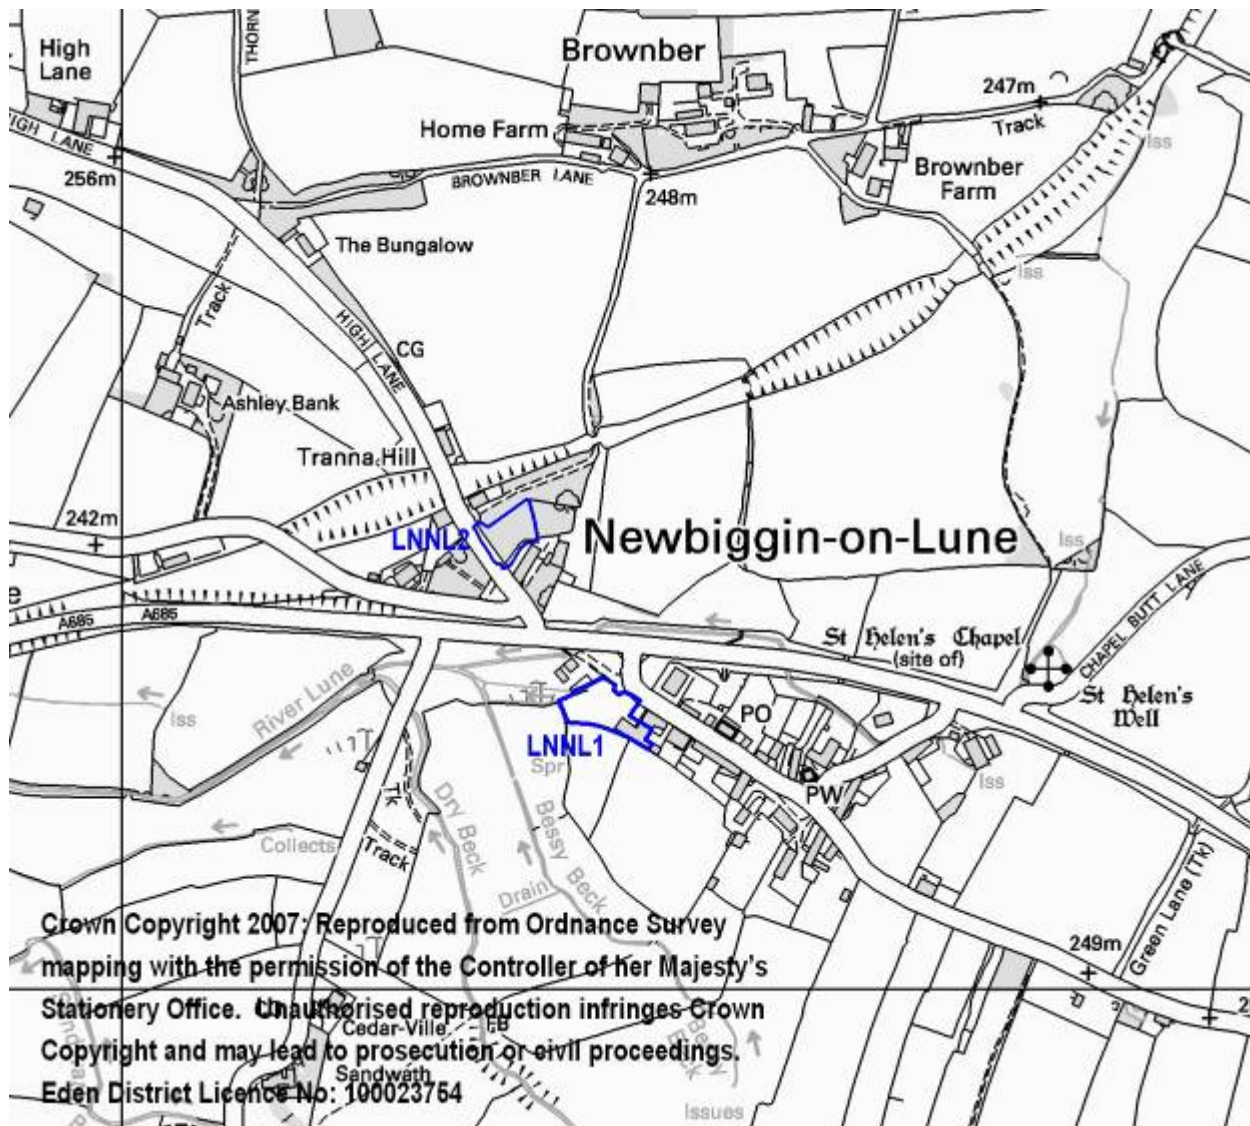 High
Lane
THORN
Brownber
247m
Track
HIGH LANE
256m
Home Farm
BROWNBER LANE
248m
Brownber
Farm
Iss
The Bungalow
Iss
Track
HIGH LANE
CG
Ashley Bank
Tranna Hill
242m
LNNL2
Newbiggin-on-Lune
Iss
e
A685
A685
St Helen's Chapel
(site of)
CHAPEL BUTT LANE
St Helen's
Well
River Lune
Iss
LNNL1
Spr
PO
PW
Iss
Tk
Dry Beck
Bessy Beck
Track
Collects
Drain
Green Lane (Tk)
249m
Crown Copyright 2007: Reproduced from Ordnance Survey
mapping with the permission of the Controller of her Majesty's
Stationery Office. Unauthorised reproduction infringes Crown
Copyright and may lead to prosecution or civil proceedings.
Eden District Licence No: 100023754
Cedar-Ville
FB
Sandwath
Bessy
Beck
Issues